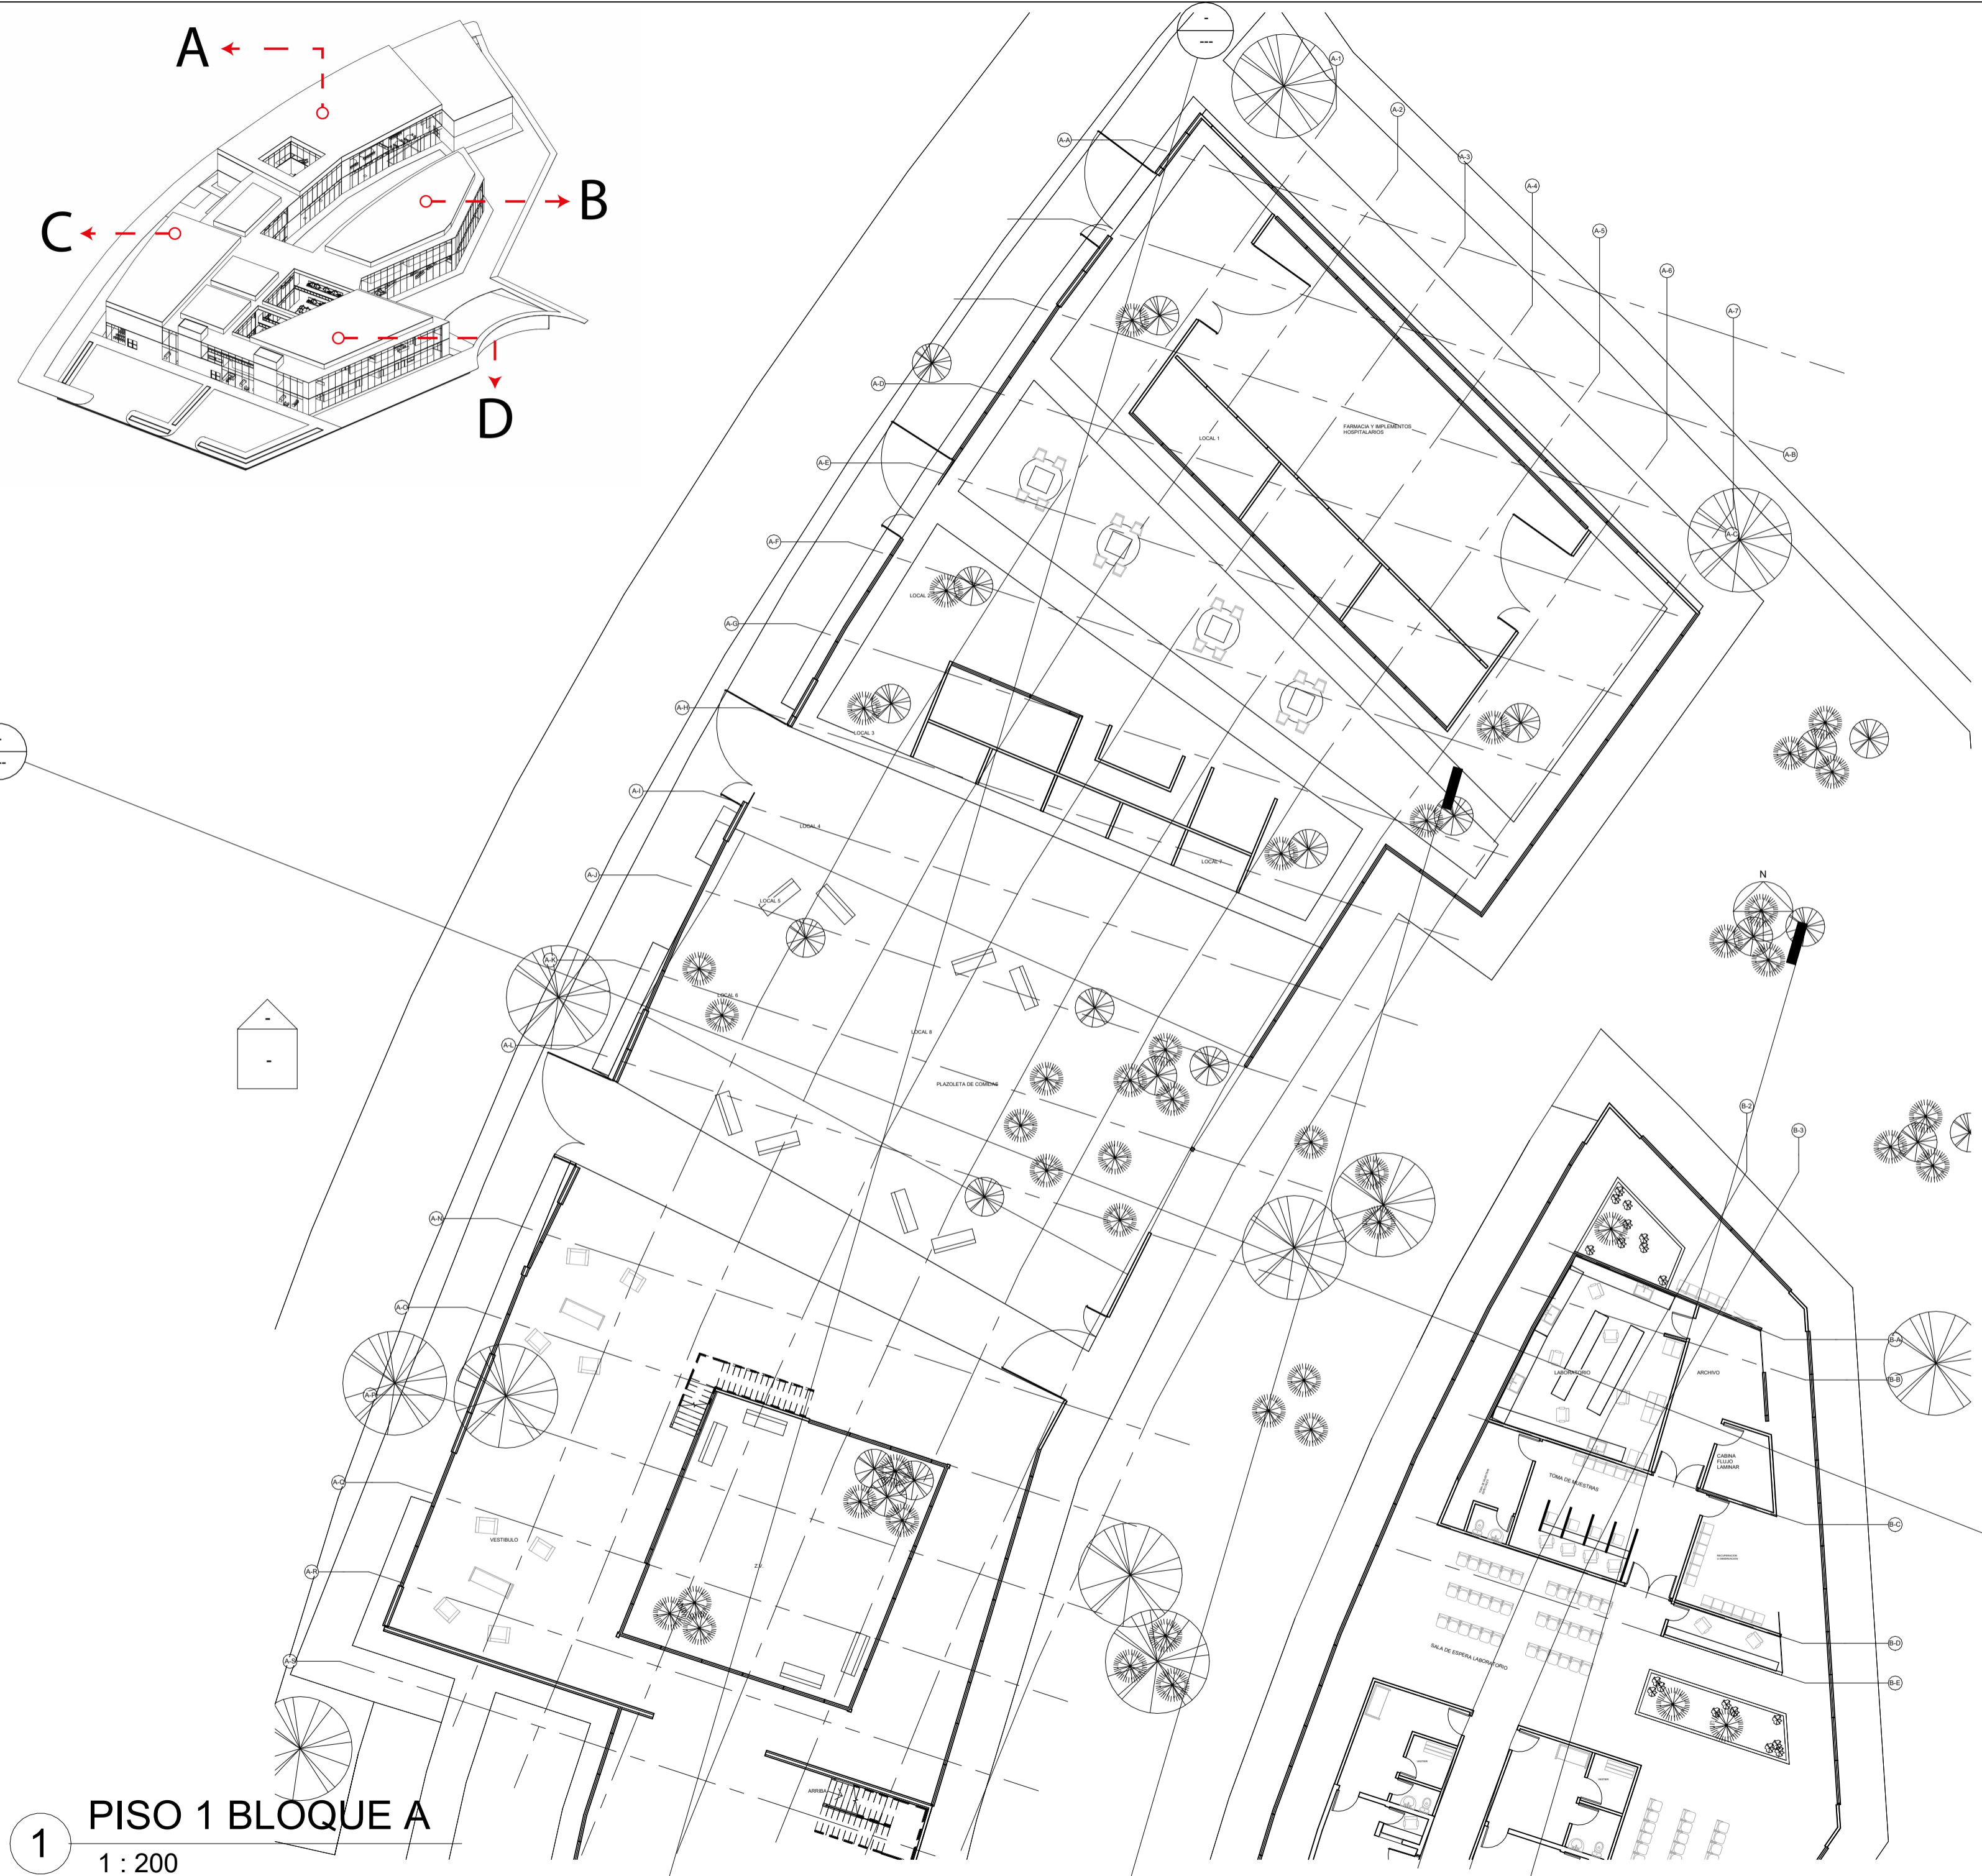 A
B
C
D
-
---
A-1
A-2
A-3
A-4
A-5
A-6
A-7
A-A
A-B
A-C
A-D
A-E
A-F
A-G
A-H
A-I
A-J
A-K
A-L
A-N
A-O
A-P
A-Q
A-R
A-S
LOCAL 1
FARMACIA Y IMPLEMENTOS
HOSPITALARIOS
LOCAL 2
LOCAL 3
LOCAL 4
LOCAL 5
LOCAL 6
LOCAL 7
LOCAL 8
PLAZOLETA DE COMIDAS
-
-
N
B-2
B-3
B-A
B-B
B-C
B-D
B-E
LABORATORIO
ARCHIVO
CABINA
FLUJO
LAMINAR
TOMA DE MUESTRAS
SALA DE ESPERA LABORATORIO
VESTIBULO
Z.V.
ARRIBA
1
PISO 1 BLOQUE A
1 : 200